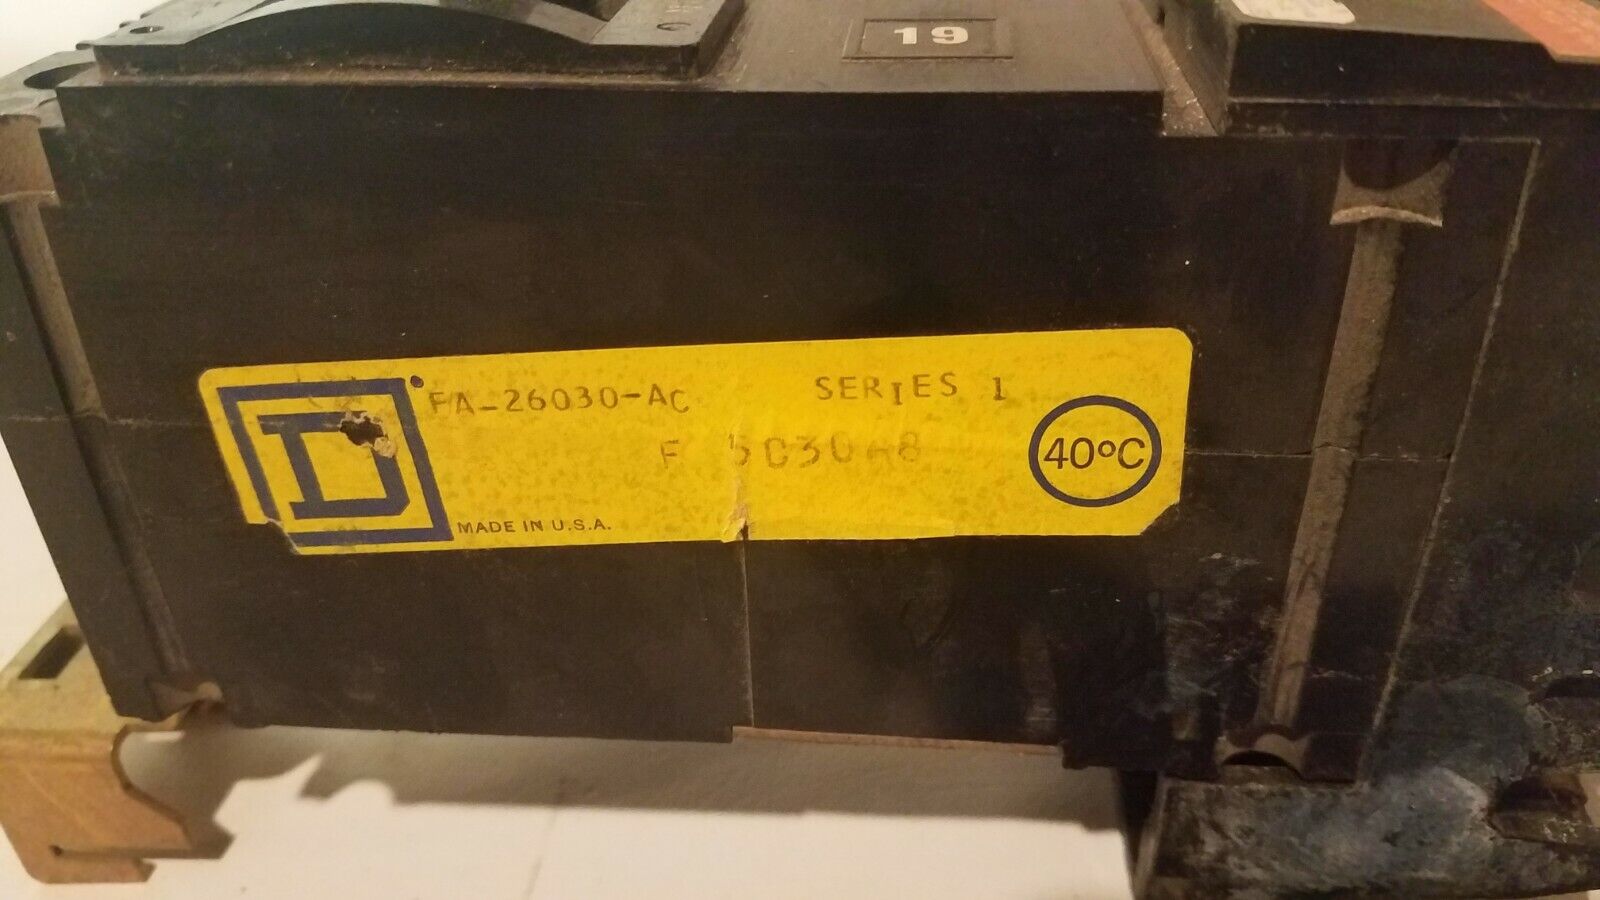 19
FA-26030-AC SERIES 1
40°C
MADE IN U.S.A.